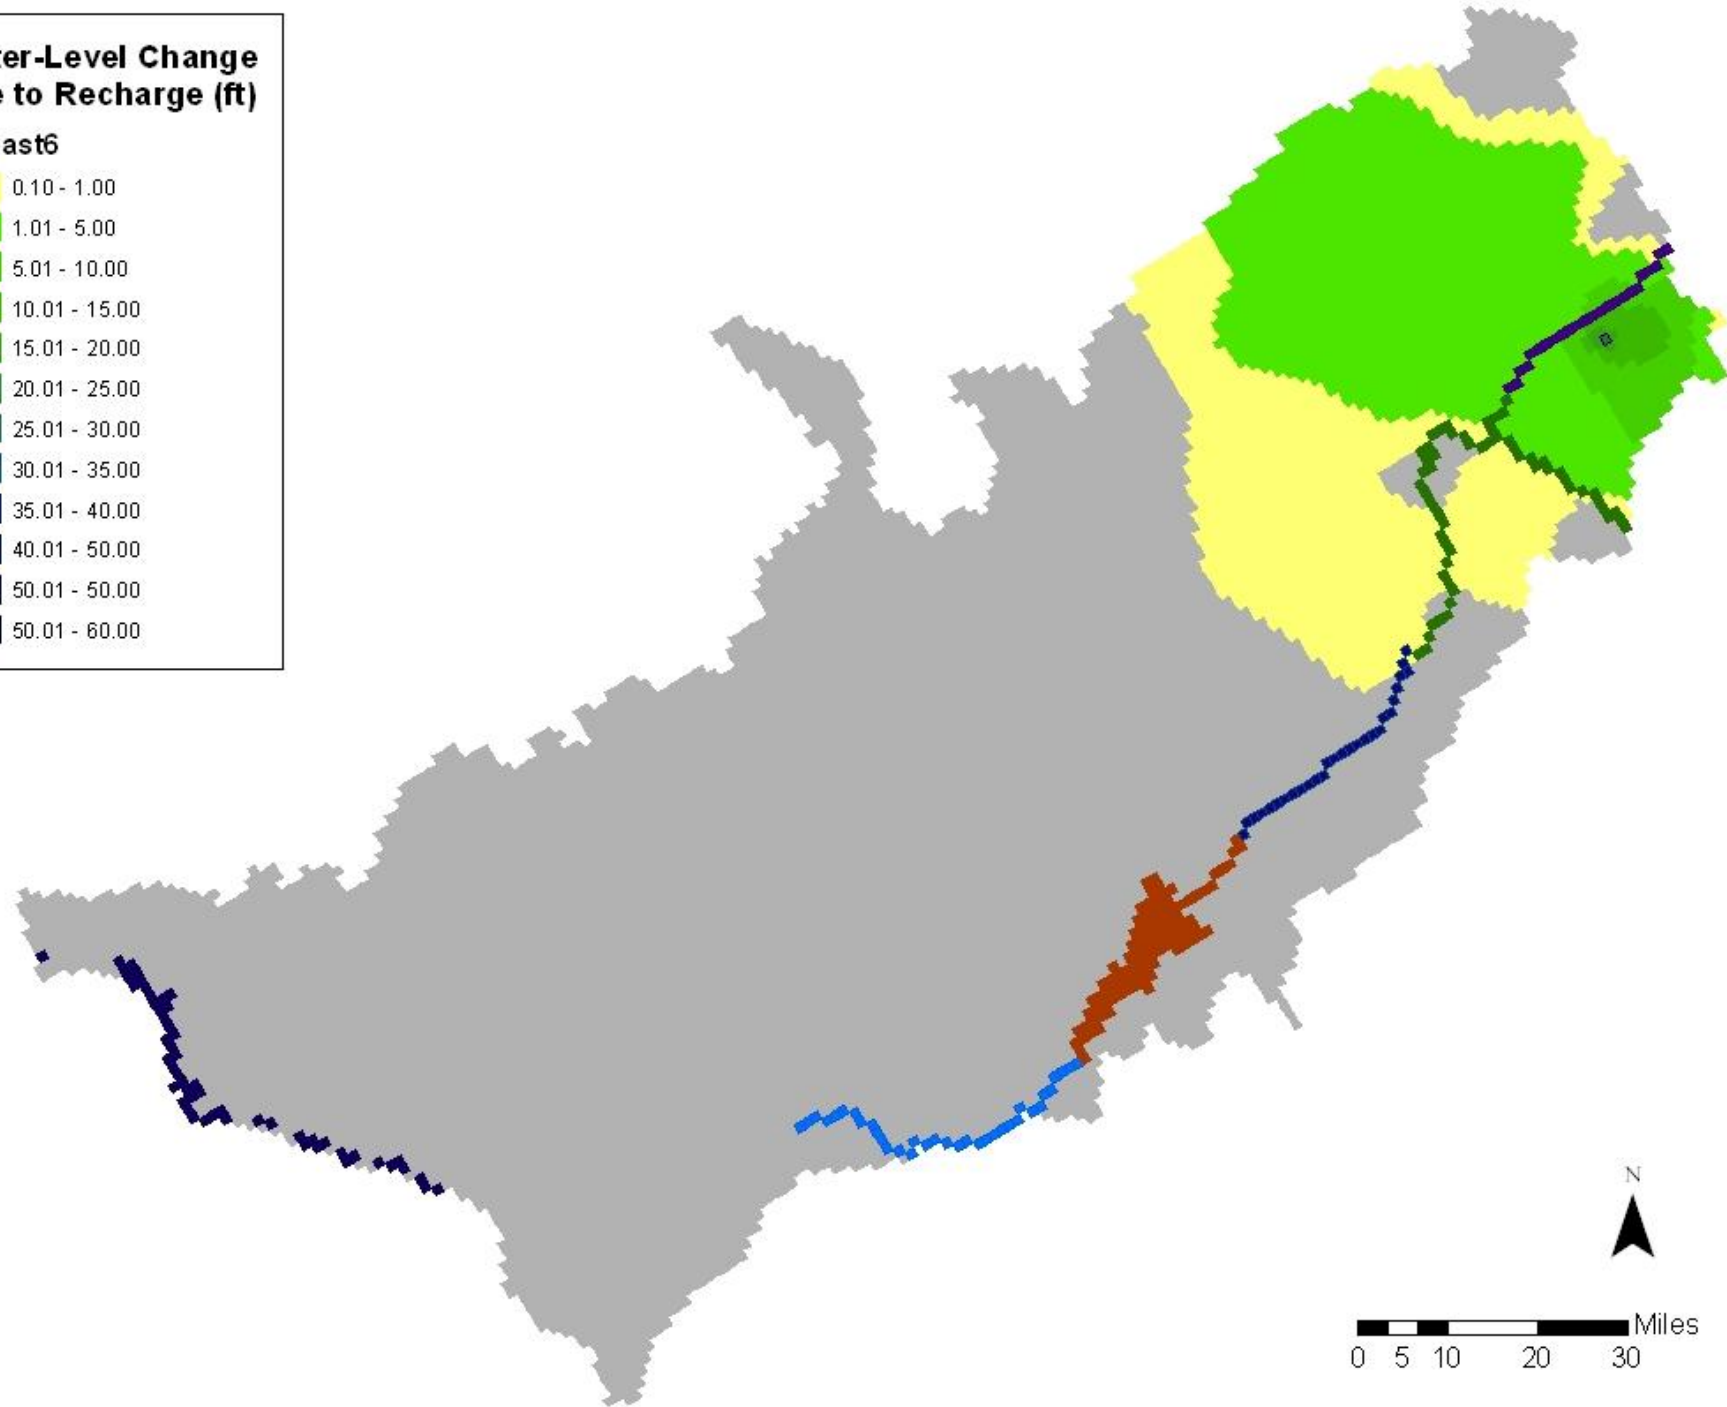 ter-Level Change
e to Recharge (ft)
ast6
0.10 - 1.00
1.01 - 5.00
5.01 - 10.00
10.01 - 15.00
15.01 - 20.00
20.01 - 25.00
25.01 - 30.00
30.01 - 35.00
35.01 - 40.00
40.01 - 50.00
50.01 - 50.00
50.01 - 60.00
N
Miles
0 5 10 20 30